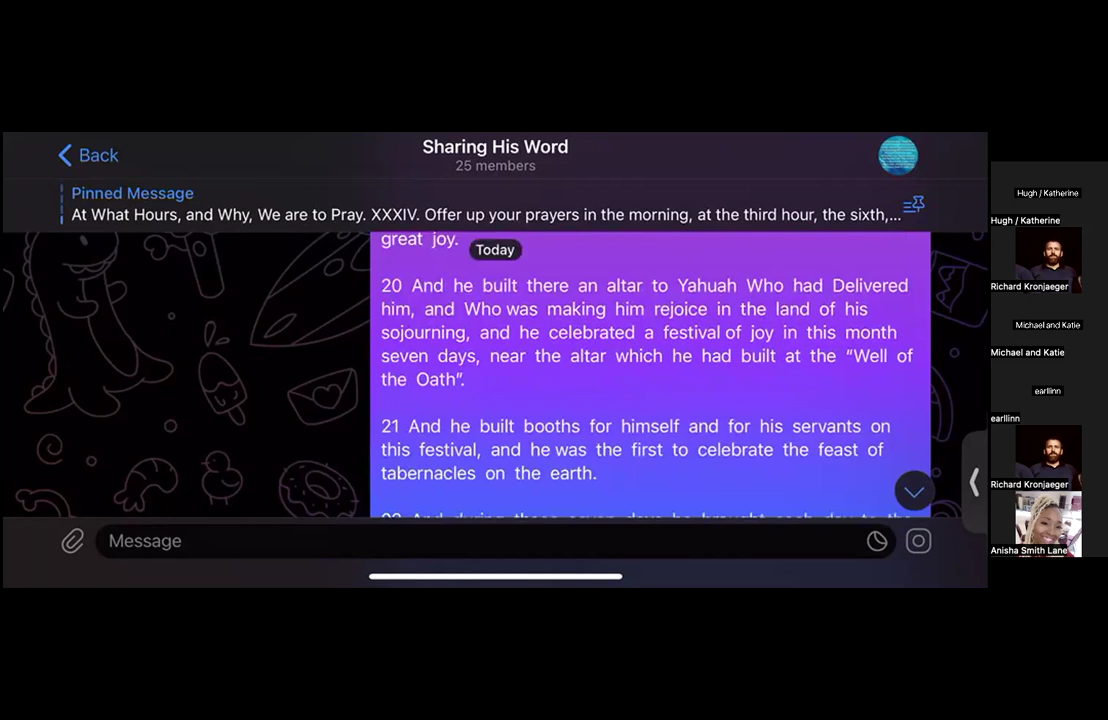 Back
Sharing His Word
25 members
Pinned Message
At What Hours, and Why, We are to Pray. XXXIV. Offer up your prayers in the morning, at the third hour, the sixth,...
great joy.
Today
20 And he built there an altar to Yahuah Who had Delivered
him, and Who was making him rejoice in the land of his
sojourning, and he celebrated a festival of joy in this month
seven days, near the altar which he had built at the “Well of
the Oath”.
21 And he built booths for himself and for his servants on
this festival, and he was the first to celebrate the feast of
tabernacles on the earth.
Message
Hugh / Katherine
Hugh / Katherine
Richard Kronjaeger
Michael and Katie
Michael and Katie
earllinn
earllinn
Richard Kronjaeger
Anisha Smith Lane